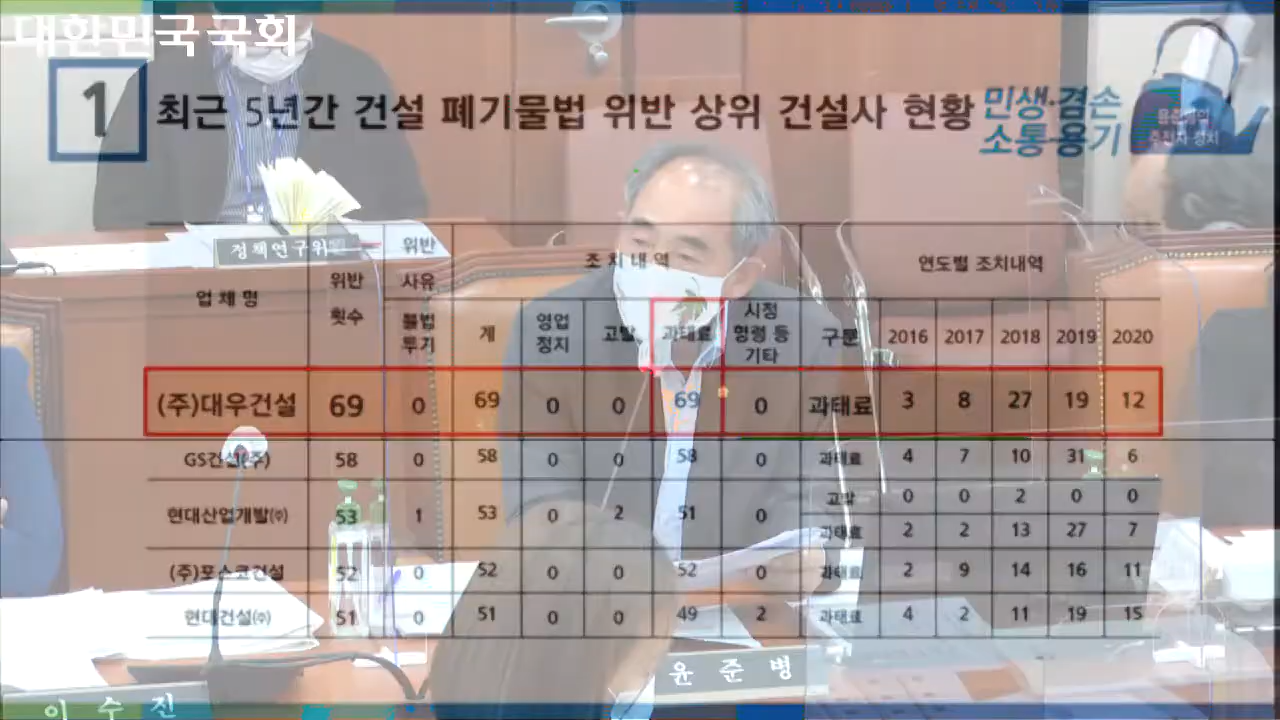 대한민국 국회
1 최근 5년간 건설 폐기물법 위반 상위 건설사 현황
민생·겸손
소통·용기
정책연구위
업 체 명 위반 횟수 위반 사유 조 치 내 역 연도별 조치내역
불법 투기 계 영업 정지 고발 과태료 시정 명령 등 기타 구분 2016 2017 2018 2019 2020
(주)대우건설 69 0 69 0 0 69 0 과태료 3 8 27 19 12
GS건설(주) 58 0 58 0 0 58 0 과태료 4 7 10 31 6
현대산업개발㈜ 53 1 53 0 2 51 0 고발 0 0 2 0 0
과태료 2 2 13 27 7
(주)포스코건설 52 0 52 0 0 52 0 과태료 2 9 14 16 11
현대건설㈜ 51 0 51 0 0 49 2 과태료 4 2 11 19 15
윤 준 병
이 수 진